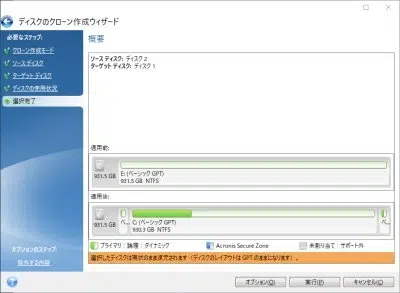 ディスクのクローン作成ウィザード
必要なステップ:
クローン作成モード
ソース ディスク
ターゲット ディスク
ディスクの使用状況
選択完了
概要
ソース ディスク: ディスク 2
ターゲット ディスク: ディスク 1
適用前:
931.5 GB
E: (ベーシック GPT)
931.5 GB NTFS
適用後:
931.5 GB
ベ...
C: (ベーシック GPT)
930.3 GB NTFS
ベ...
プライマリ | 論理 | ダイナミック
Acronis Secure Zone
未割り当て | サポート外
選択したディスクは現状のまま復元されます (ディスクのレイアウトは GPT のままになります) 。
オプションのステップ:
除外する内容
オプション(O)
実行(P)
キャンセル(C)